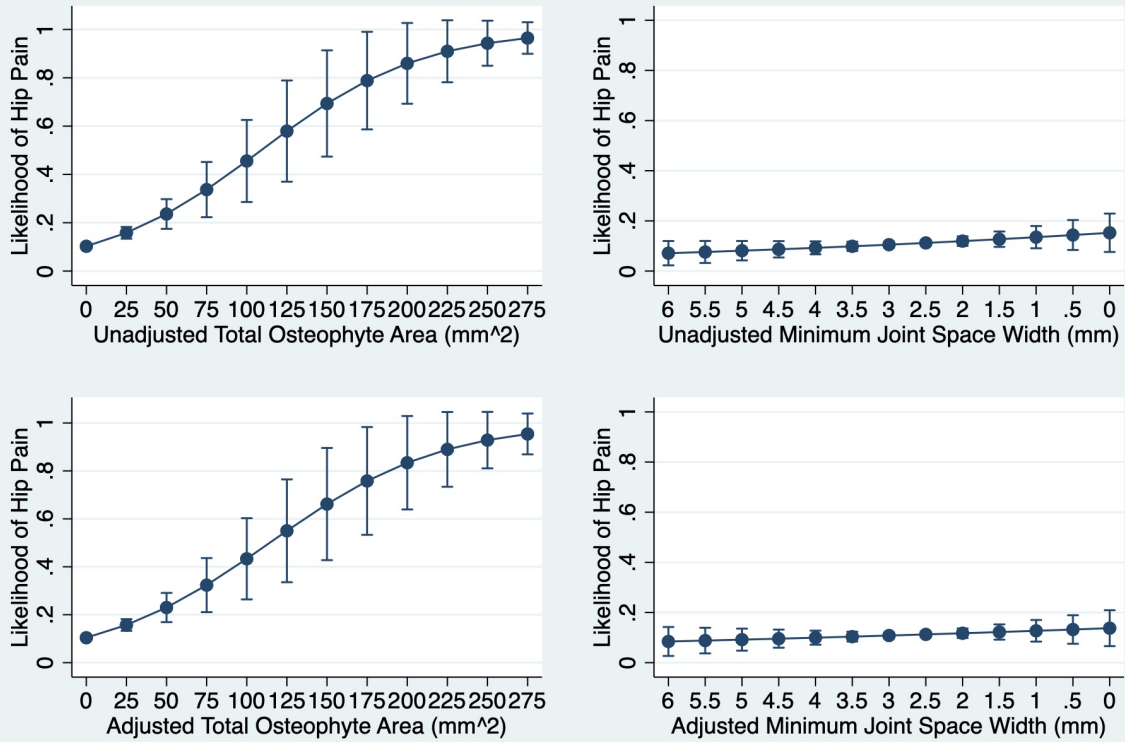 Likelihood of Hip Pain
1
.8
.6
.4
.2
0
0 25 50 75 100 125 150 175 200 225 250 275
Unadjusted Total Osteophyte Area (mm^2)
Likelihood of Hip Pain
1
.8
.6
.4
.2
0
6 5.5 5 4.5 4 3.5 3 2.5 2 1.5 1 .5 0
Unadjusted Minimum Joint Space Width (mm)
Likelihood of Hip Pain
1
.8
.6
.4
.2
0
0 25 50 75 100 125 150 175 200 225 250 275
Adjusted Total Osteophyte Area (mm^2)
Likelihood of Hip Pain
1
.8
.6
.4
.2
0
6 5.5 5 4.5 4 3.5 3 2.5 2 1.5 1 .5 0
Adjusted Minimum Joint Space Width (mm)